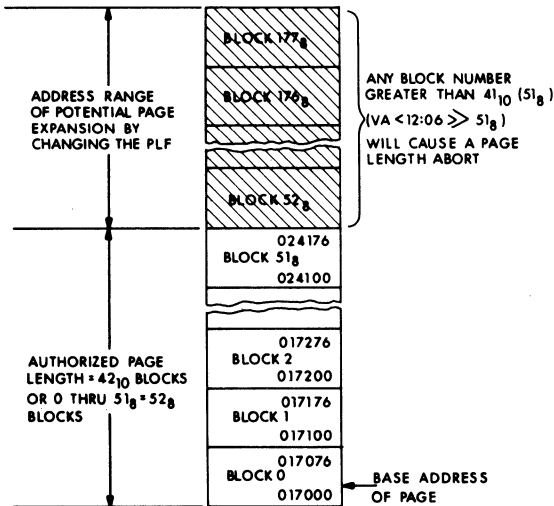 BLOCK 177₈
BLOCK 176₈
BLOCK 52₈
ADDRESS RANGE
OF POTENTIAL PAGE
EXPANSION BY
CHANGING THE PLF
ANY BLOCK NUMBER
GREATER THAN 41₁₀ (51₈)
(VA <12:06 ≫ 51₈)
WILL CAUSE A PAGE
LENGTH ABORT
024176
BLOCK 51₈
024100
AUTHORIZED PAGE
LENGTH = 42₁₀ BLOCKS
OR 0 THRU 51₈ = 52₈
BLOCKS
017276
BLOCK 2
017200
017176
BLOCK 1
017100
017076
BLOCK 0
017000
BASE ADDRESS
OF PAGE